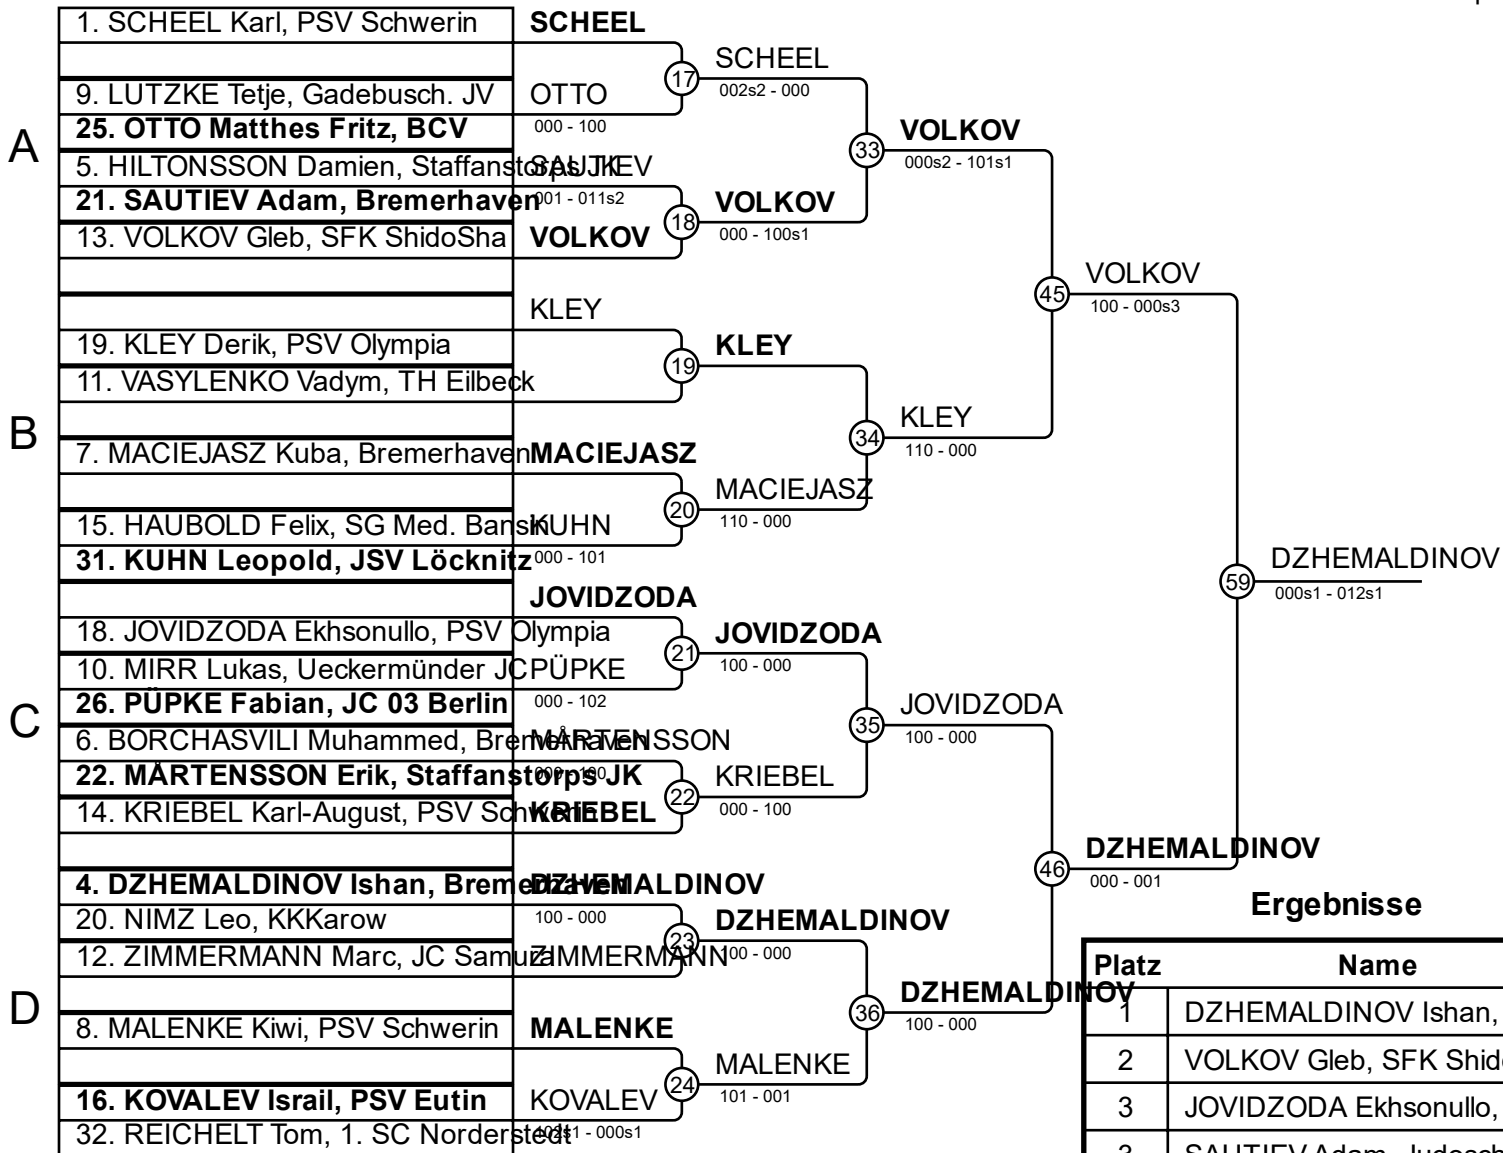 1. SCHEEL Karl, PSV Schwerin
SCHEEL
SCHEEL
17
002s2 - 000
9. LUTZKE Tetje, Gadebusch. JV
OTTO
25. OTTO Matthes Fritz, BCV
000 - 100
A
VOLKOV
33
000s2 - 101s1
5. HILTONSSON Damien, Staffanstorps JK
SAUTIEV
21. SAUTIEV Adam, Bremerhaven
001 - 011s2
VOLKOV
18
000 - 100s1
13. VOLKOV Gleb, SFK ShidoSha
VOLKOV
VOLKOV
45
100 - 000s3
KLEY
19. KLEY Derik, PSV Olympia
KLEY
19
11. VASYLENKO Vadym, TH Eilbeck
B
KLEY
34
110 - 000
7. MACIEJASZ Kuba, Bremerhaven
MACIEJASZ
MACIEJASZ
20
110 - 000
15. HAUBOLD Felix, SG Med. Bansin
KUHN
31. KUHN Leopold, JSV Löcknitz
000 - 101
DZHEMALDINOV
59
000s1 - 012s1
JOVIDZODA
18. JOVIDZODA Ekhsonullo, PSV Olympia
JOVIDZODA
21
100 - 000
10. MIRR Lukas, Ueckermünder JC
PÜPKE
26. PÜPKE Fabian, JC 03 Berlin
000 - 102
C
JOVIDZODA
35
100 - 000
6. BORCHASVILI Muhammed, Bremerhaven
MÅRTENSSON
22. MÅRTENSSON Erik, Staffanstorps JK
000 - 100
KRIEBEL
22
000 - 100
14. KRIEBEL Karl-August, PSV Schwerin
KRIEBEL
DZHEMALDINOV
46
000 - 001
4. DZHEMALDINOV Ishan, Bremerhaven
DZHEMALDINOV
20. NIMZ Leo, KKKarow
100 - 000
DZHEMALDINOV
23
100 - 000
12. ZIMMERMANN Marc, JC Samurai
ZIMMERMANN
D
DZHEMALDINOV
36
100 - 000
8. MALENKE Kiwi, PSV Schwerin
MALENKE
MALENKE
24
101 - 001
16. KOVALEV Israil, PSV Eutin
KOVALEV
32. REICHELT Tom, 1. SC Norderstedt
102s1 - 000s1
Ergebnisse
Platz Name
1 DZHEMALDINOV Ishan,
2 VOLKOV Gleb, SFK Shido
3 JOVIDZODA Ekhsonullo,
3 SAUTIEV Adam, Judosch